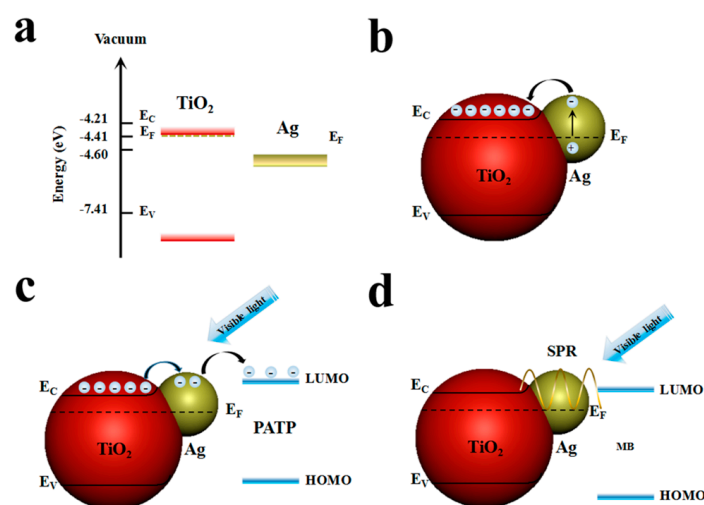 a
Vacuum
Energy (eV)
-4.21
-4.41
-4.60
-7.41
E_C
E_F
E_V
TiO₂
Ag
E_F
b
E_C
E_V
TiO₂
Ag
E_F
c
Visible light
E_C
E_V
TiO₂
Ag
E_F
LUMO
PATP
HOMO
d
Visible light
SPR
E_C
E_V
TiO₂
Ag
E_F
LUMO
MB
HOMO